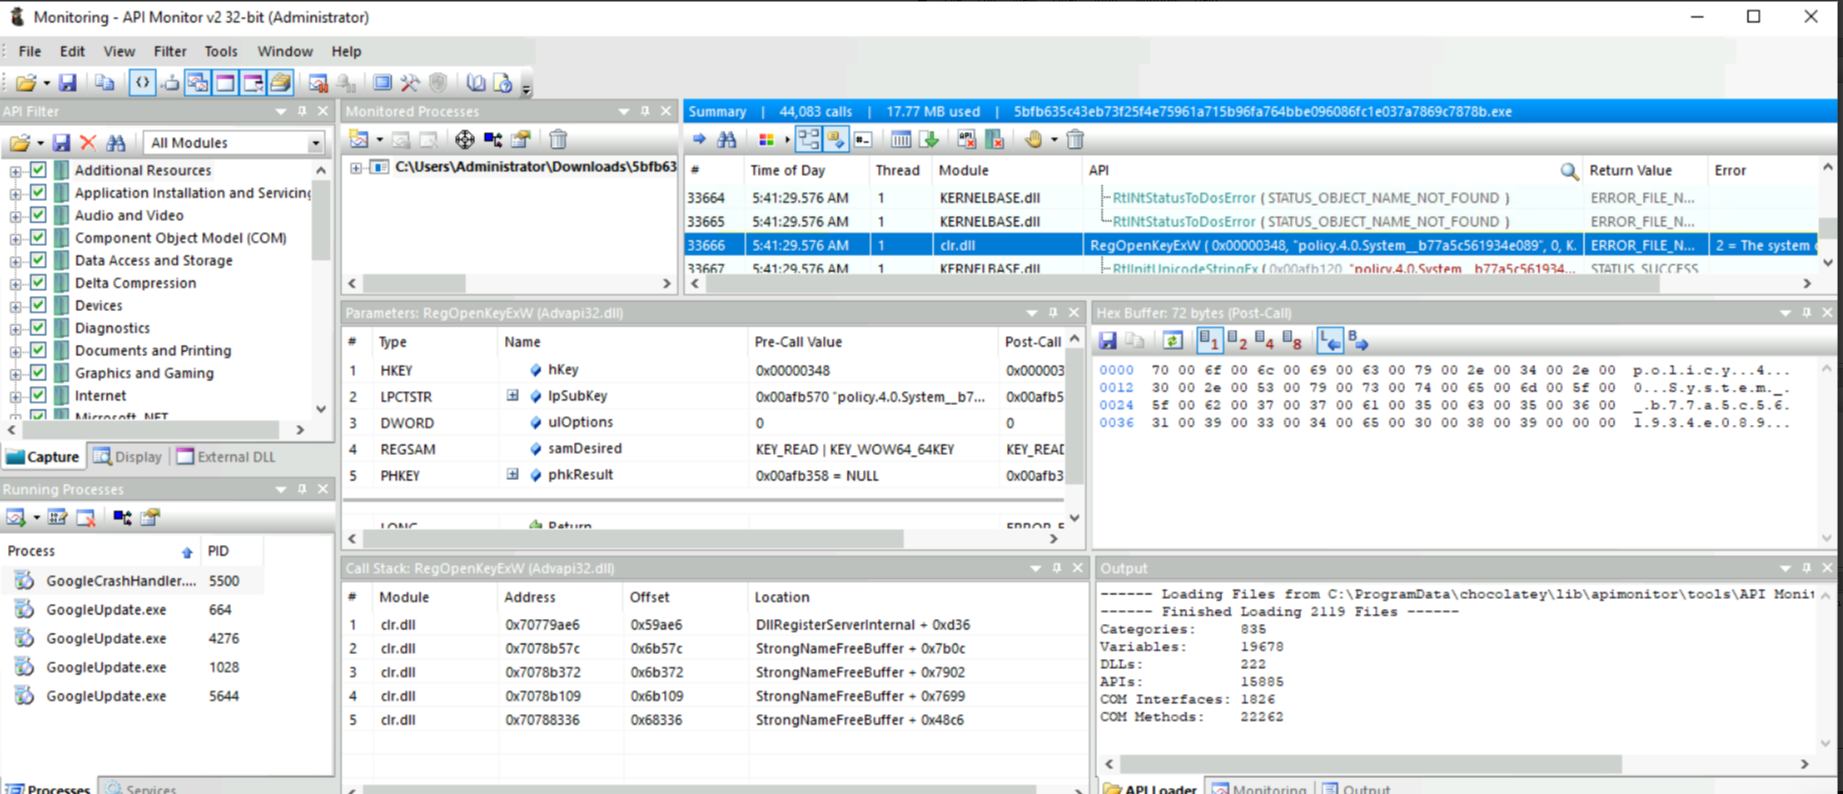 Monitoring - API Monitor v2 32-bit (Administrator)
File Edit View Filter Tools Window Help
API Filter
All Modules
Additional Resources
Application Installation and Servicing
Audio and Video
Component Object Model (COM)
Data Access and Storage
Delta Compression
Devices
Diagnostics
Documents and Printing
Graphics and Gaming
Internet
Microsoft .NET
Capture Display External DLL
Running Processes
Process PID
GoogleCrashHandler.... 5500
GoogleUpdate.exe 664
GoogleUpdate.exe 4276
GoogleUpdate.exe 1028
GoogleUpdate.exe 5644
Processes Services
Monitored Processes
C:\Users\Administrator\Downloads\5bfb63
Summary | 44,083 calls | 17.77 MB used | 5bfb635c43eb73f25f4e75961a715b96fa764bbe096086fc1e037a7869c7878b.exe
# Time of Day Thread Module API Return Value Error
33664 5:41:29.576 AM 1 KERNELBASE.dll RtlNtStatusToDosError ( STATUS_OBJECT_NAME_NOT_FOUND ) ERROR_FILE_N...
33665 5:41:29.576 AM 1 KERNELBASE.dll RtlNtStatusToDosError ( STATUS_OBJECT_NAME_NOT_FOUND ) ERROR_FILE_N...
33666 5:41:29.576 AM 1 clr.dll RegOpenKeyExW ( 0x00000348, "policy.4.0.System__b77a5c561934e089", 0, K. ERROR_FILE_N... 2 = The system
33667 5:41:29.576 AM 1 KERNELBASE.dll RtlInitUnicodeStringEx ( 0x00afb120, "policy.4.0.System__b77a5c561934... STATUS_SUCCESS
Parameters: RegOpenKeyExW (Advapi32.dll)
# Type Name Pre-Call Value Post-Call
1 HKEY hKey 0x00000348 0x000003
2 LPCTSTR lpSubKey 0x00afb570 "policy.4.0.System__b7... 0x00afb5
3 DWORD ulOptions 0 0
4 REGSAM samDesired KEY_READ | KEY_WOW64_64KEY KEY_READ
5 PHKEY phkResult 0x00afb358 = NULL 0x00afb3
LONG Return ERROR_F
Hex Buffer: 72 bytes (Post-Call)
1 2 4 8 L B
0000 70 00 6f 00 6c 00 69 00 63 00 79 00 2e 00 34 00 2e 00 p.o.l.i.c.y...4...
0012 30 00 2e 00 53 00 79 00 73 00 74 00 65 00 6d 00 5f 00 0...S.y.s.t.e.m._.
0024 5f 00 62 00 37 00 37 00 61 00 35 00 63 00 35 00 36 00 _.b.7.7.a.5.c.5.6.
0036 31 00 39 00 33 00 34 00 65 00 30 00 38 00 39 00 00 00 1.9.3.4.e.0.8.9...
Call Stack: RegOpenKeyExW (Advapi32.dll)
# Module Address Offset Location
1 clr.dll 0x70779ae6 0x59ae6 DllRegisterServerInternal + 0xd36
2 clr.dll 0x7078b57c 0x6b57c StrongNameFreeBuffer + 0x7b0c
3 clr.dll 0x7078b372 0x6b372 StrongNameFreeBuffer + 0x7902
4 clr.dll 0x7078b109 0x6b109 StrongNameFreeBuffer + 0x7699
5 clr.dll 0x70788336 0x68336 StrongNameFreeBuffer + 0x48c6
Output
------ Loading Files from C:\ProgramData\chocolatey\lib\apimonitor\tools\API Monit
------ Finished Loading 2119 Files ------
Categories: 835
Variables: 19678
DLLs: 222
APIs: 15885
COM Interfaces: 1826
COM Methods: 22262
API Loader Monitoring Output